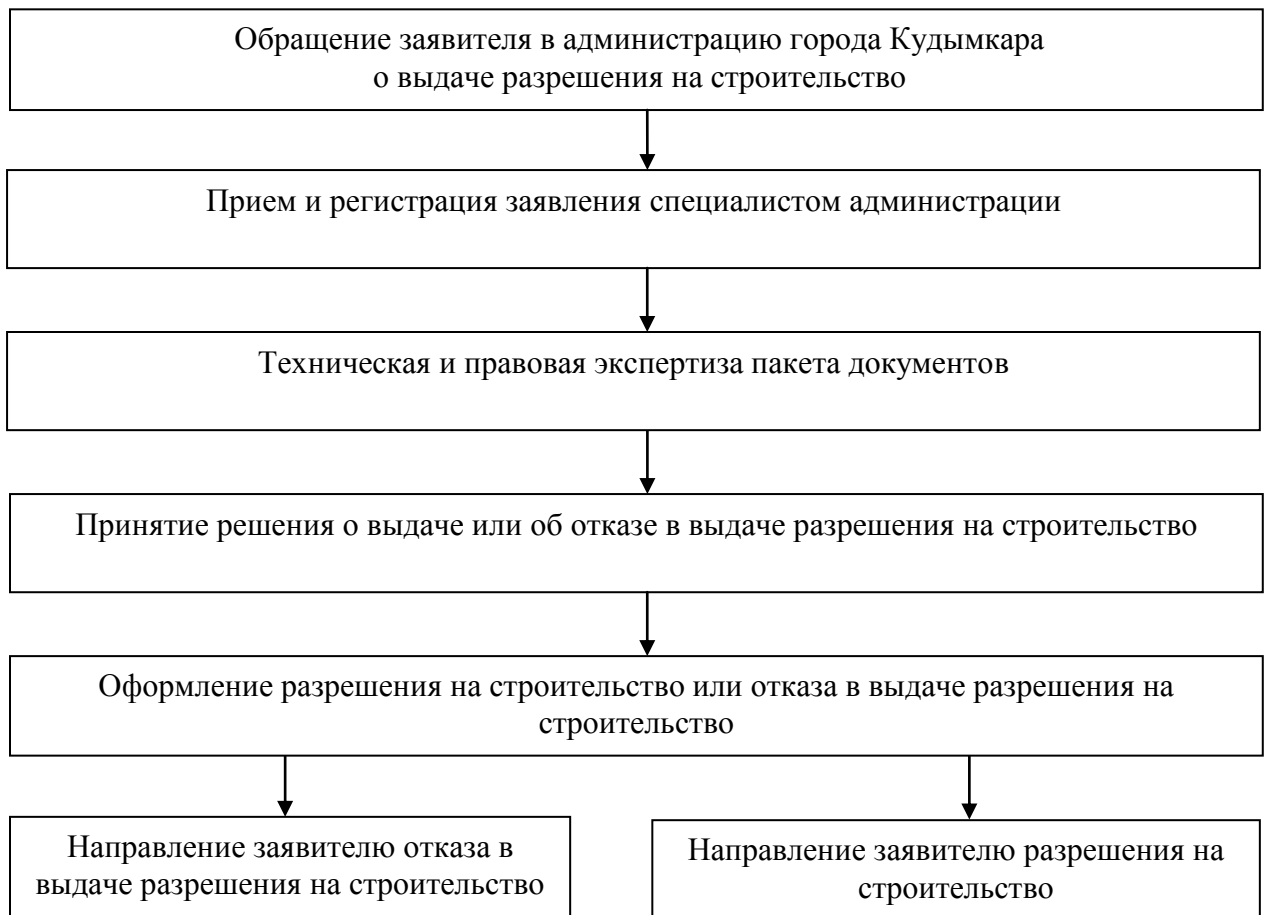 Обращение заявителя в администрацию города Кудымкара
о выдаче разрешения на строительство
Прием и регистрация заявления специалистом администрации
Техническая и правовая экспертиза пакета документов
Принятие решения о выдаче или об отказе в выдаче разрешения на строительство
Оформление разрешения на строительство или отказа в выдаче разрешения на
строительство
Направление заявителю отказа в
выдаче разрешения на строительство
Направление заявителю разрешения на
строительство